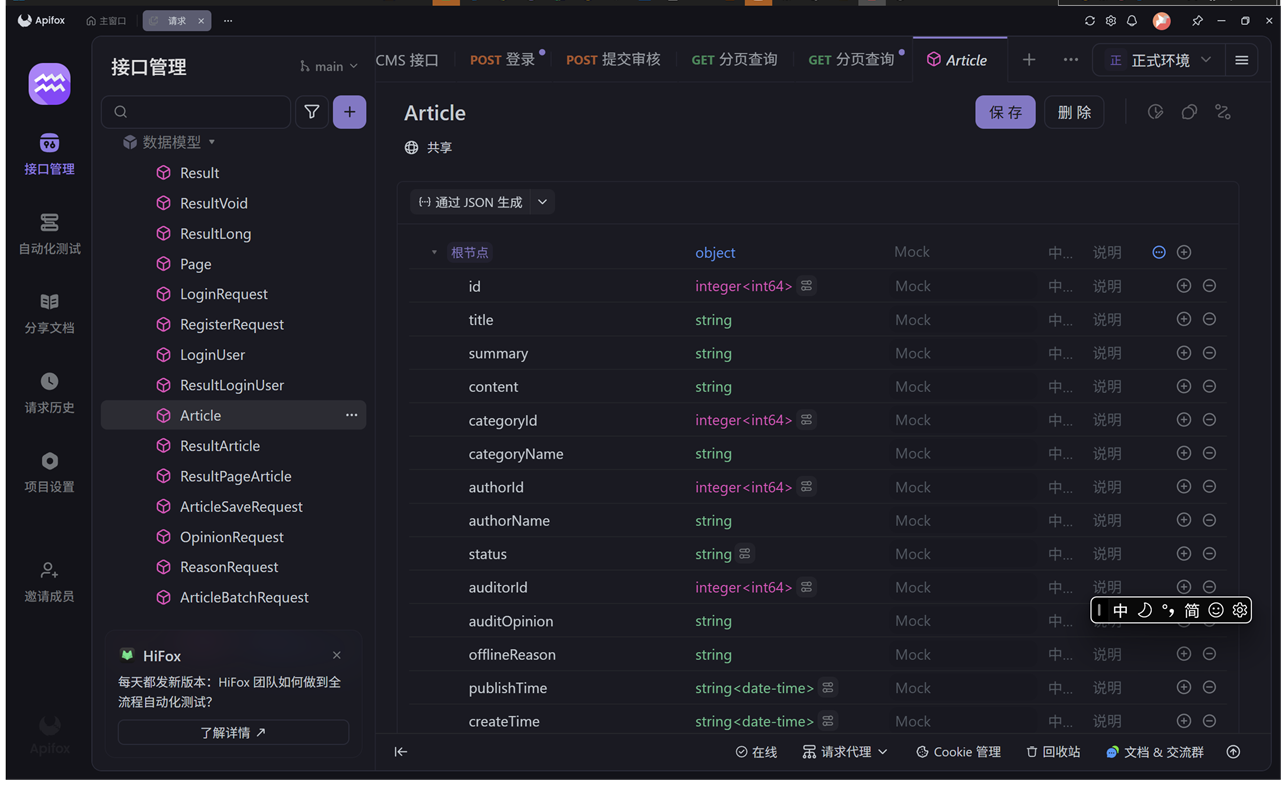 Apifox
主窗口
请求
接口管理
自动化测试
分享文档
请求历史
项目设置
邀请成员
Apifox
接口管理
main
数据模型
Result
ResultVoid
ResultLong
Page
LoginRequest
RegisterRequest
LoginUser
ResultLoginUser
Article
ResultArticle
ResultPageArticle
ArticleSaveRequest
OpinionRequest
ReasonRequest
ArticleBatchRequest
HiFox
每天都发新版本：HiFox 团队如何做到全
流程自动化测试?
了解详情
CMS 接口 POST 登录 POST 提交审核 GET 分页查询 GET 分页查询 Article
正 正式环境
Article
保 存 删 除
共享
通过 JSON 生成
根节点 object Mock 中... 说明
id integer<int64> Mock 中... 说明
title string Mock 中... 说明
summary string Mock 中... 说明
content string Mock 中... 说明
categoryId integer<int64> Mock 中... 说明
categoryName string Mock 中... 说明
authorId integer<int64> Mock 中... 说明
authorName string Mock 中... 说明
status string Mock 中... 说明
auditorId integer<int64> Mock 中... 说明
中 简
auditOpinion string Mock 中...
offlineReason string Mock 中... 说明
publishTime string<date-time> Mock 中... 说明
createTime string<date-time> Mock 中... 说明
在线 请求代理 Cookie 管理 回收站 文档 & 交流群